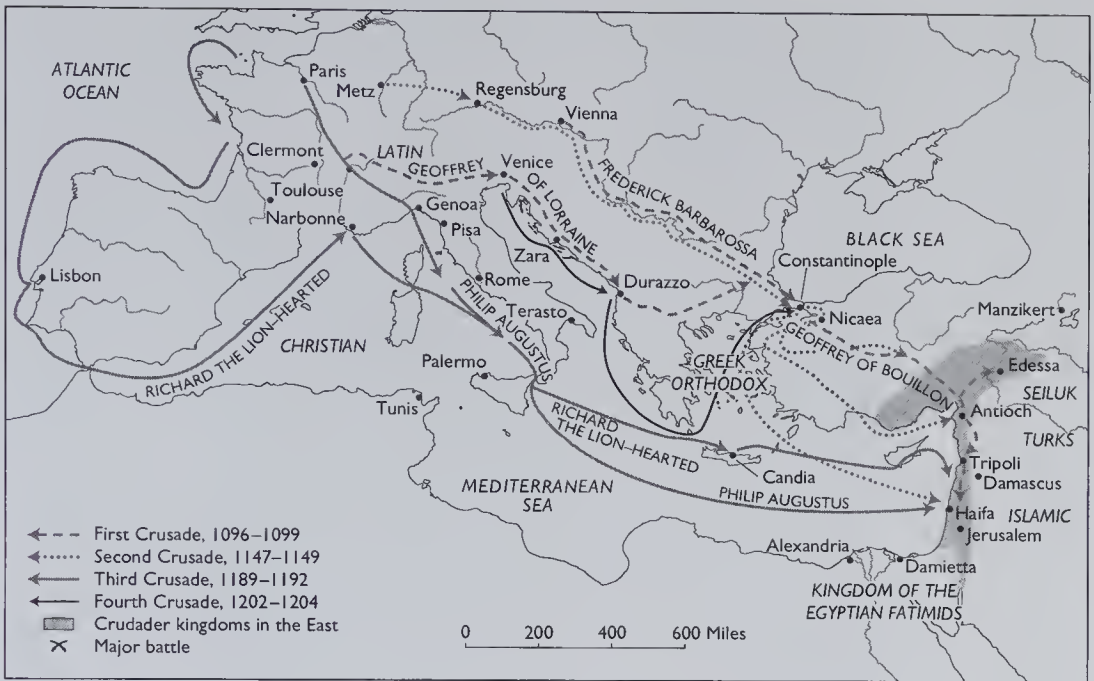 ATLANTIC
OCEAN
Paris
Metz
Regensburg
Vienna
Clermont
LATIN
GEOFFREY
Venice
OF LORRAINE
FREDERICK BARBAROSSA
Toulouse
Narbonne
Genoa
Pisa
Zara
BLACK SEA
Constantinople
Lisbon
Rome
Durazzo
Nicaea
Manzikert
RICHARD THE LION–HEARTED
CHRISTIAN
PHILIP AUGUSTUS
Terasto
GREEK
ORTHODOX
GEOFFREY OF BOUILLON
Edessa
SEILUK
TURKS
Palermo
Tunis
Antioch
RICHARD
THE LION–HEARTED
Candia
Tripoli
Damascus
MEDITERRANEAN
SEA
PHILIP AUGUSTUS
Haifa
ISLAMIC
Jerusalem
Alexandria
Damietta
KINGDOM OF THE
EGYPTIAN FATIMIDS
First Crusade, 1096–1099
Second Crusade, 1147–1149
Third Crusade, 1189–1192
Fourth Crusade, 1202–1204
Crudader kingdoms in the East
Major battle
0 200 400 600 Miles